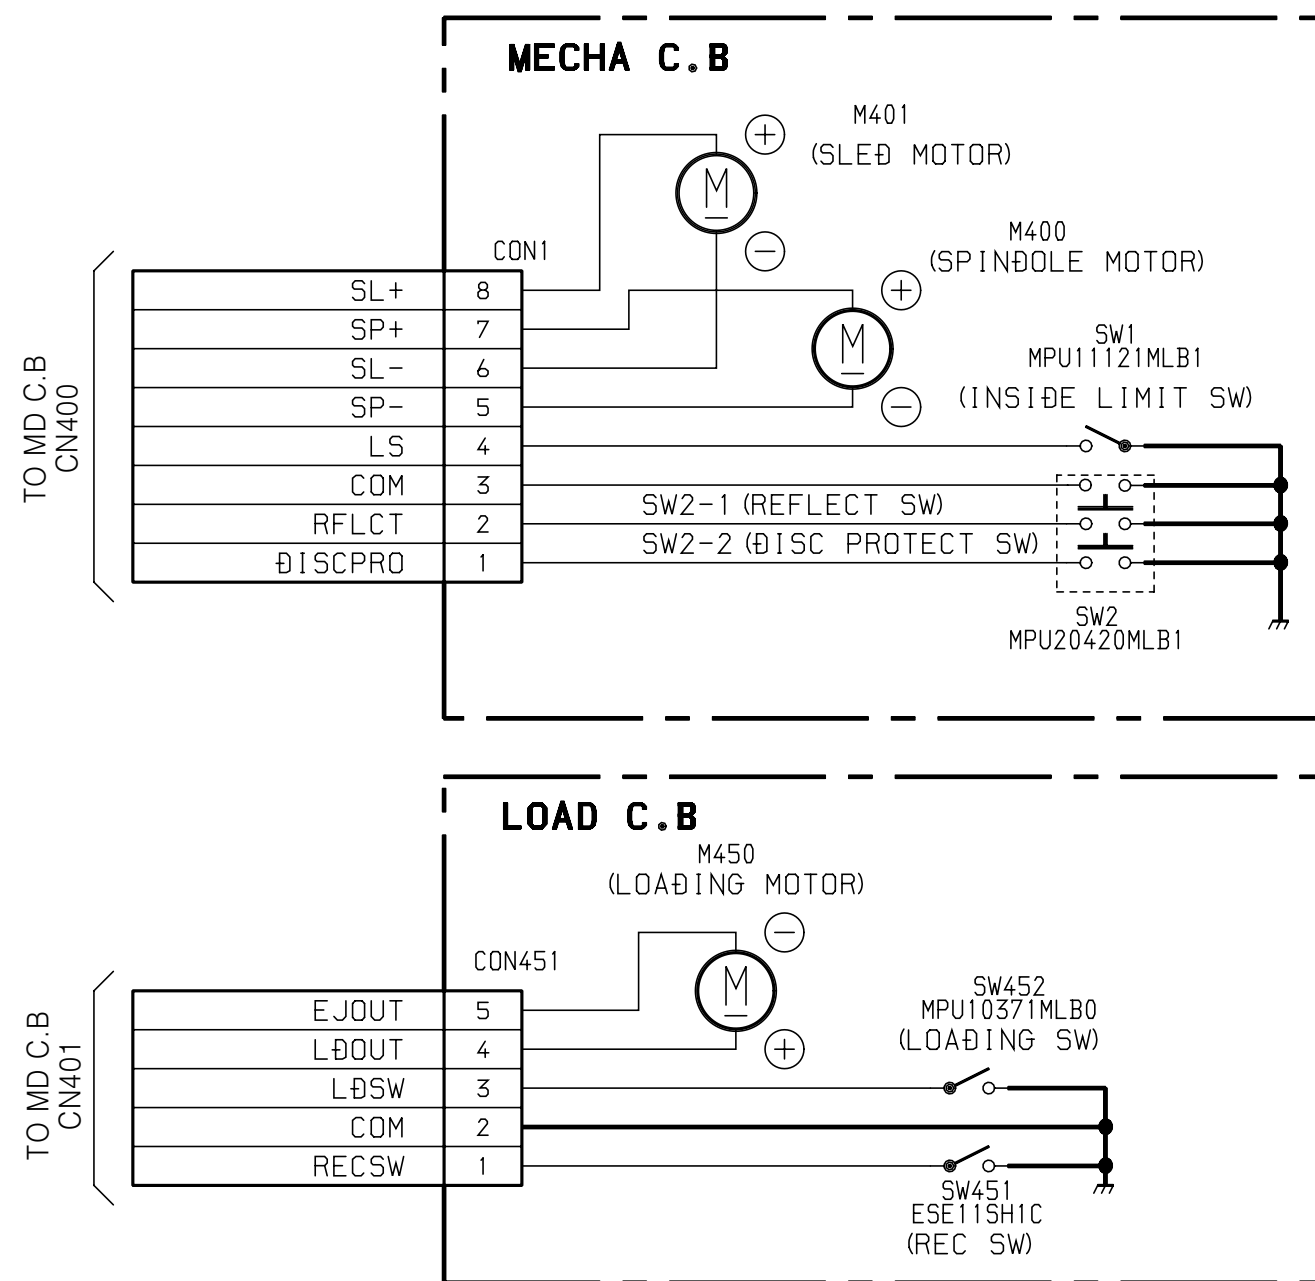 MECHA C.B
M401
(SLED MOTOR)
M400
(SPINDOLE MOTOR)
CON1
TO MD C.B
CN400
SL+ 8
SP+ 7
SL- 6
SP- 5
LS 4
COM 3
RFLCT 2
DISCPRO 1
M
M
+
-
+
-
SW1
MPU11121MLB1
(INSIDE LIMIT SW)
SW2-1 (REFLECT SW)
SW2-2 (DISC PROTECT SW)
SW2
MPU20420MLB1
LOAD C.B
M450
(LOADING MOTOR)
CON451
TO MD C.B
CN401
EJOUT 5
LDOUT 4
LDSW 3
COM 2
RECSW 1
-
M
+
SW452
MPU10371MLB0
(LOADING SW)
SW451
ESE11SH1C
(REC SW)